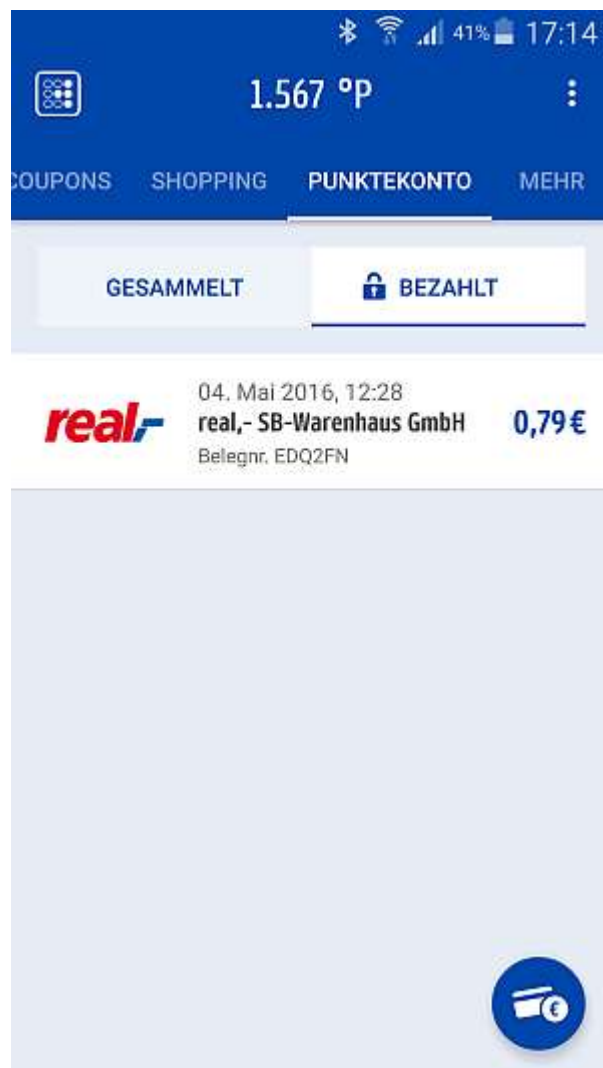 41% 17:14
1.567 °P
COUPONS SHOPPING PUNKTEKONTO MEHR
GESAMMELT BEZAHLT
04. Mai 2016, 12:28
real,- real,- SB-Warenhaus GmbH 0,79 €
Belegnr. EDQ2FN
€